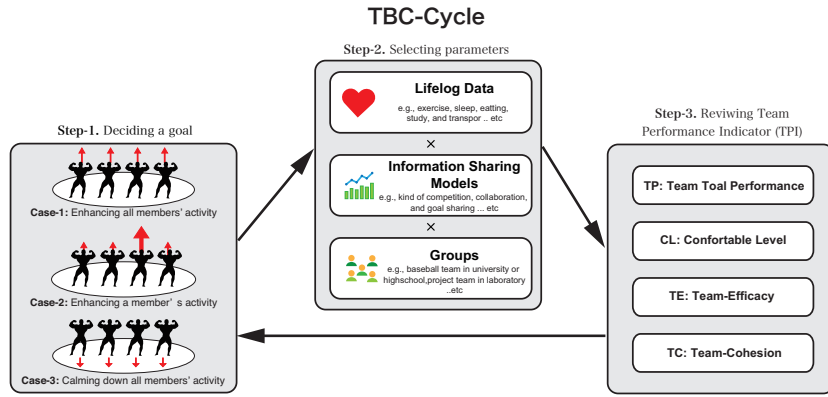 TBC-Cycle
Step-1. Deciding a goal
Case-1: Enhancing all members' activity
Case-2: Enhancing a member' s activity
Case-3: Calming down all members' activity
Step-2. Selecting parameters
Lifelog Data
e.g., exercise, sleep, eatting,
study, and transpor .. etc
×
Information Sharing
Models
e.g., kind of competition, collaboration,
and goal sharing ... etc
×
Groups
e.g., baseball team in university or
highschool,project team in laboratory
..etc
Step-3. Reviwing Team
Performance Indicator (TPI)
TP: Team Toal Performance
CL: Confortable Level
TE: Team-Efficacy
TC: Team-Cohesion